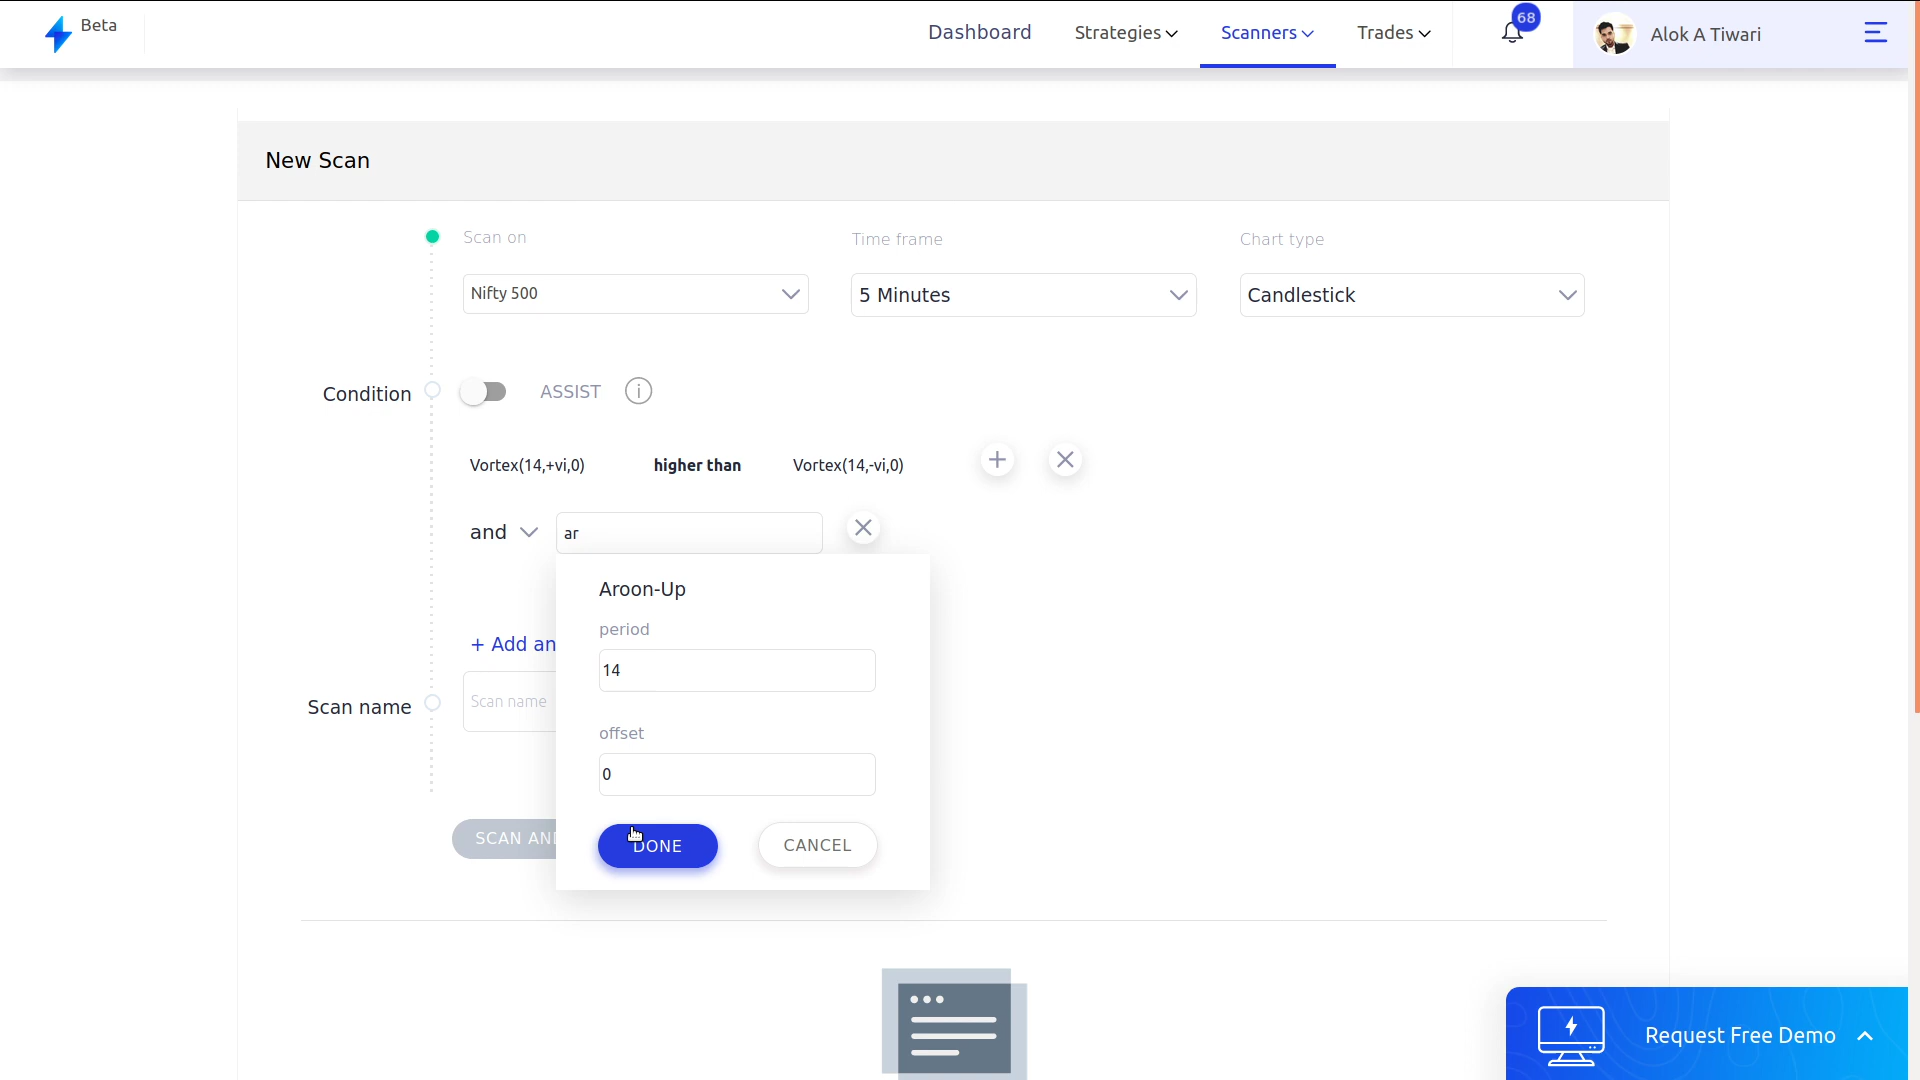 Beta
Dashboard
Strategies
Scanners
Trades
68
Alok A Tiwari
New Scan
Scan on
Time frame
Chart type
Nifty 500
5 Minutes
Candlestick
Condition
ASSIST
i
Vortex(14,+vi,0) higher than Vortex(14,-vi,0)
and
ar
Aroon-Up
period
14
+ Add an
Scan name
Scan name
offset
0
SCAN AN
DONE
CANCEL
Request Free Demo